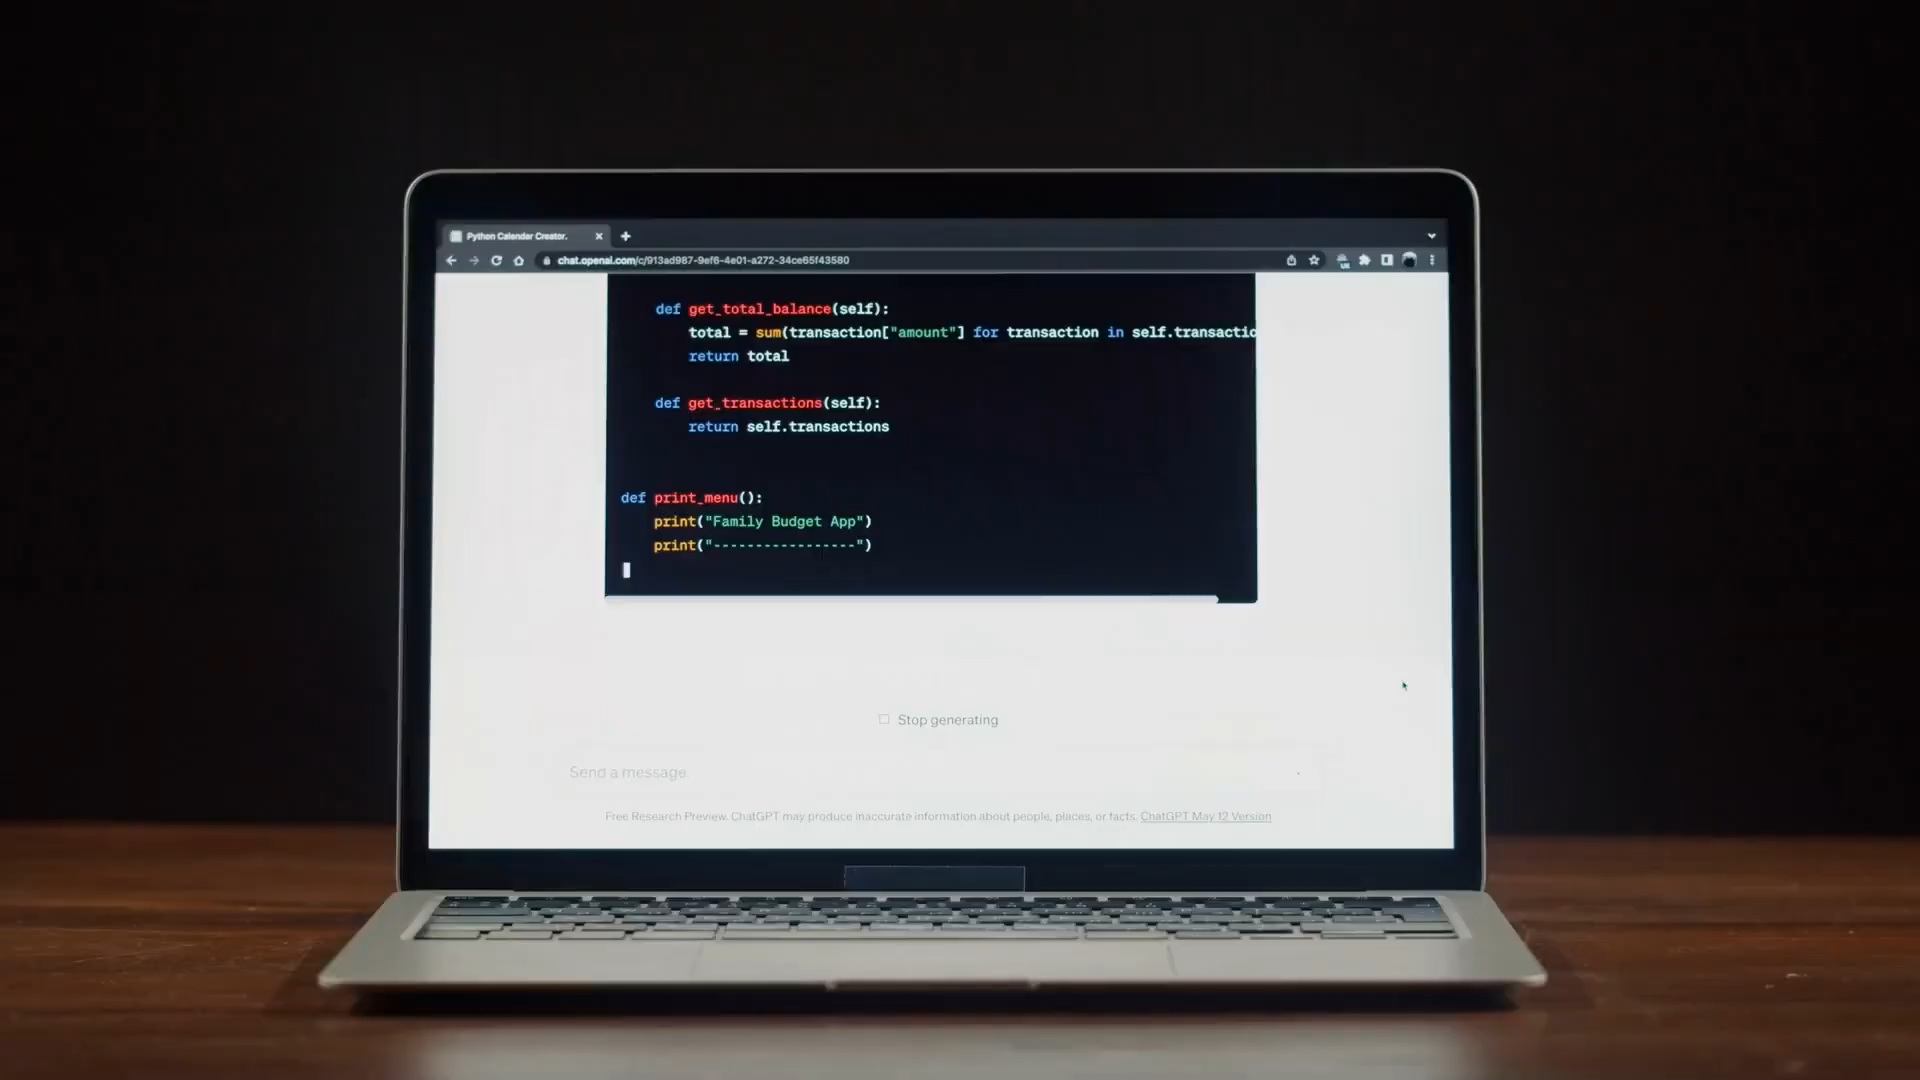 Python Calendar Creator.
chat.openai.com/c/913ad987-9ef6-4e01-a272-34ce65f43580
def get_total_balance(self):
total = sum(transaction["amount"] for transaction in self.transactio
return total
def get_transactions(self):
return self.transactions
def print_menu():
print("Family Budget App")
print("-----------------")
Stop generating
Send a message.
Free Research Preview. ChatGPT may produce inaccurate information about people, places, or facts. ChatGPT May 12 Version